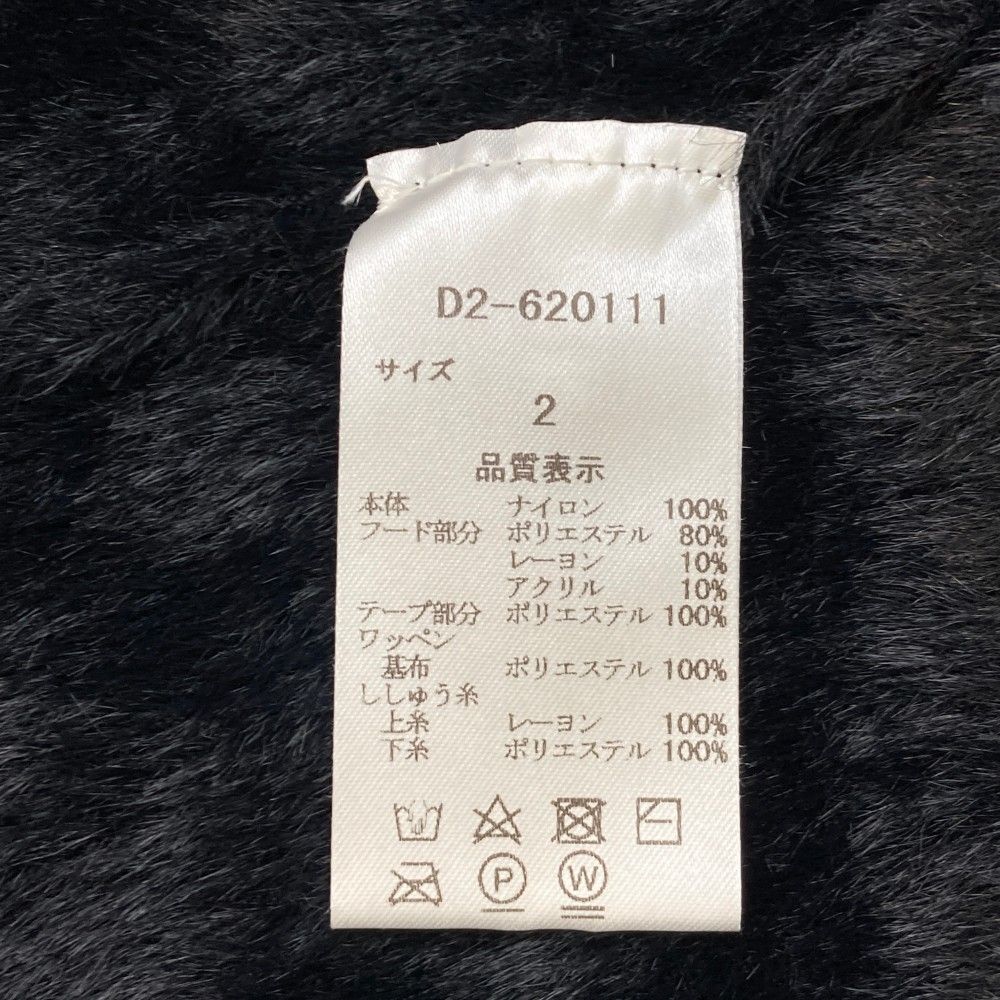 D2-620111
サイズ
2
品質表示
本体 ナイロン 100%
フード部分 ポリエステル 80%
レーヨン 10%
アクリル 10%
テープ部分 ポリエステル 100%
ワッペン
基布 ポリエステル 100%
ししゅう糸
上糸 レーヨン 100%
下糸 ポリエステル 100%
P W